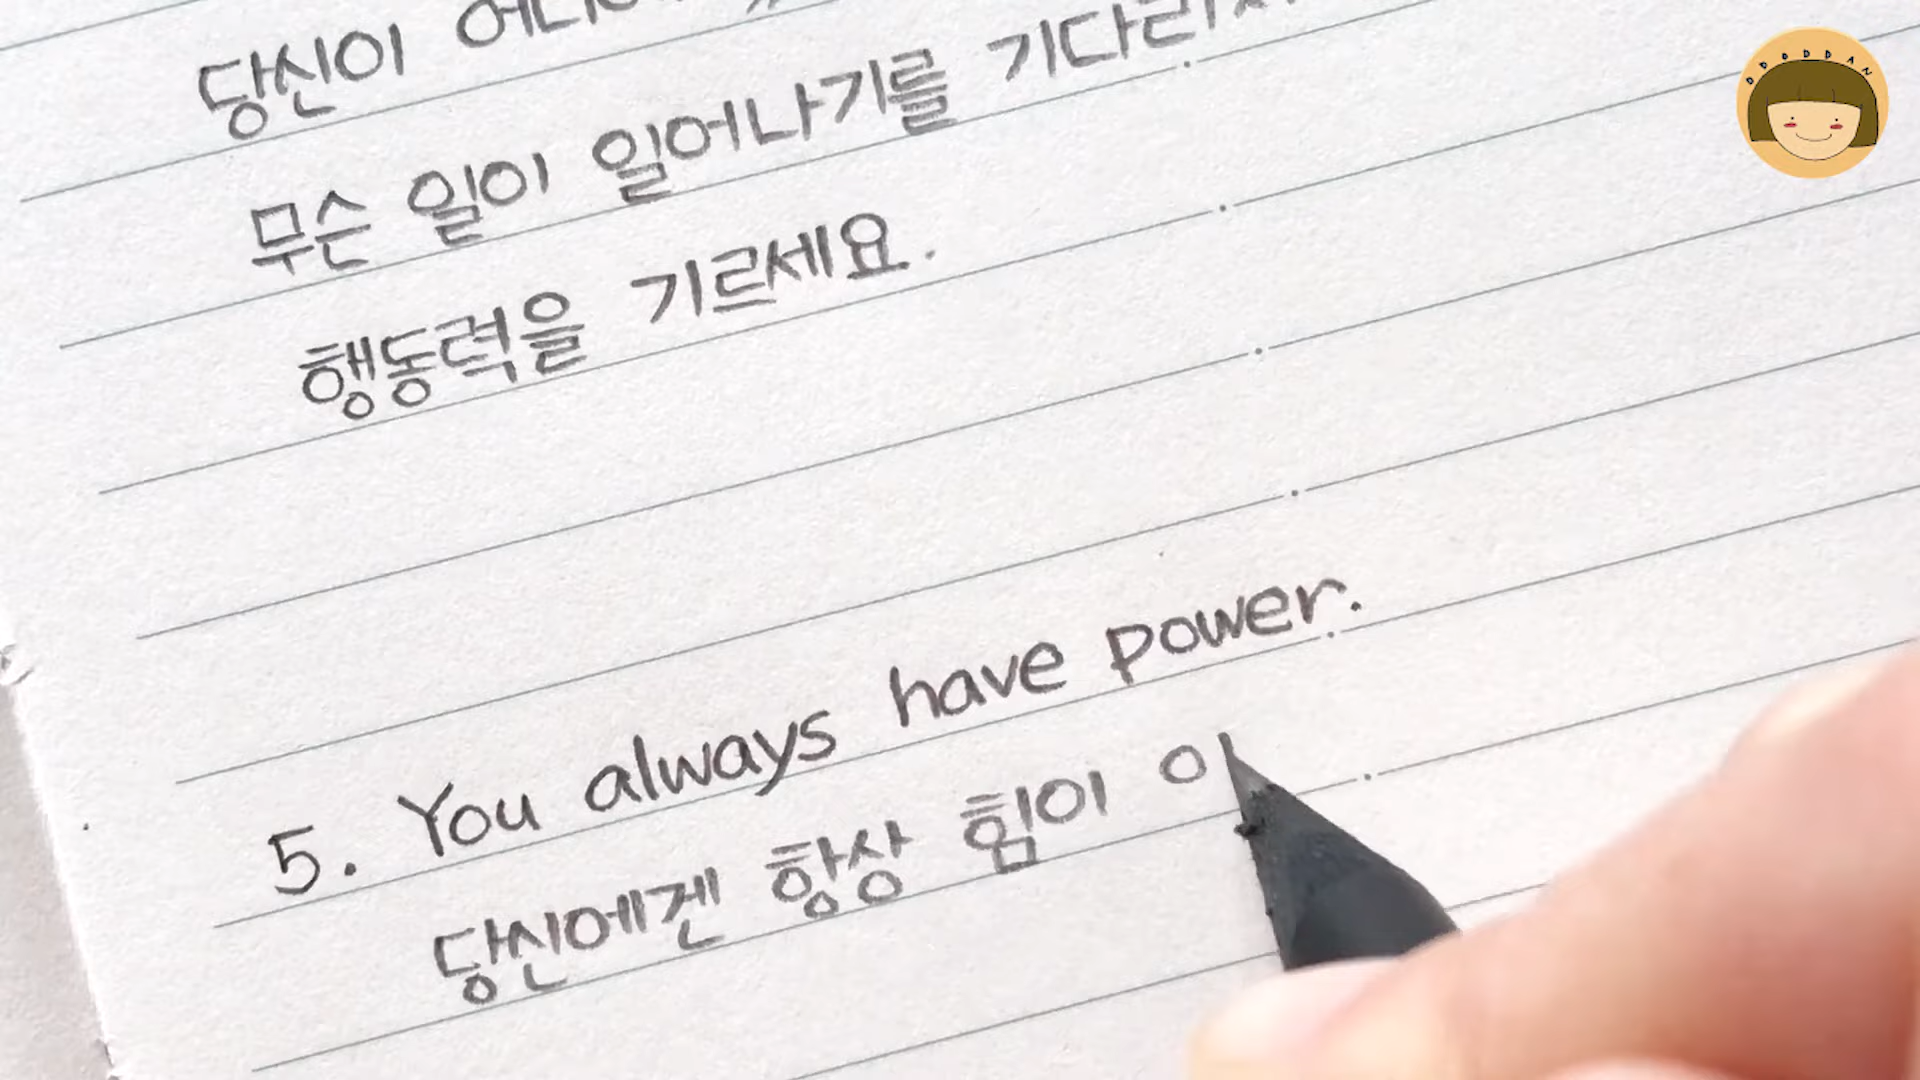 당신이
무슨 일이 일어나기를
행동력을 기르세요.
5. You always have power.
당신에겐 항상 힘이
DDODDAN